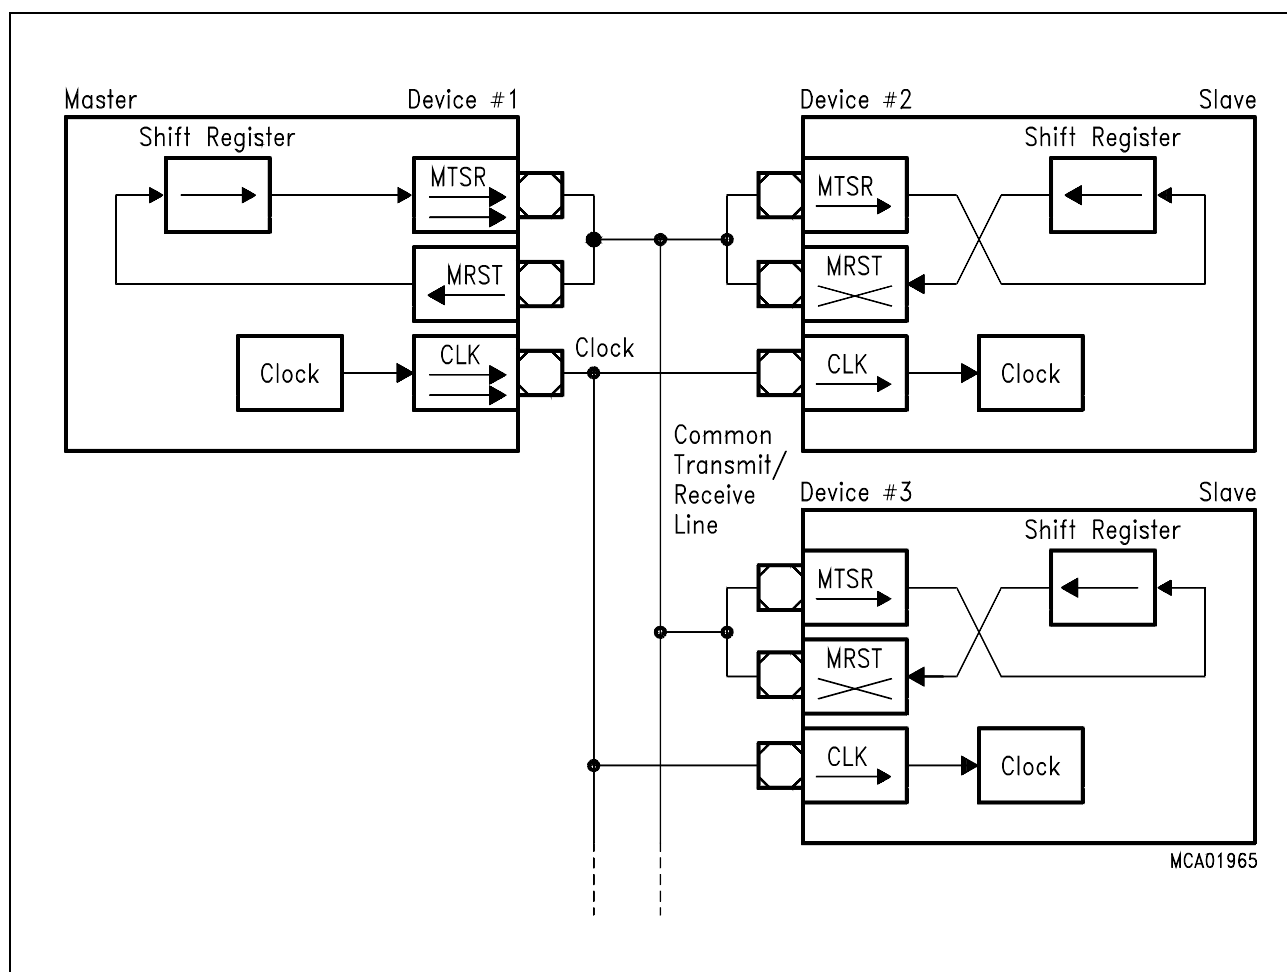 Master
Device #1
Shift Register
MTSR
MRST
Clock
CLK
Clock
Common
Transmit/
Receive
Line
Device #2
Slave
Shift Register
MTSR
MRST
CLK
Clock
Device #3
Slave
Shift Register
MTSR
MRST
CLK
Clock
MCA01965